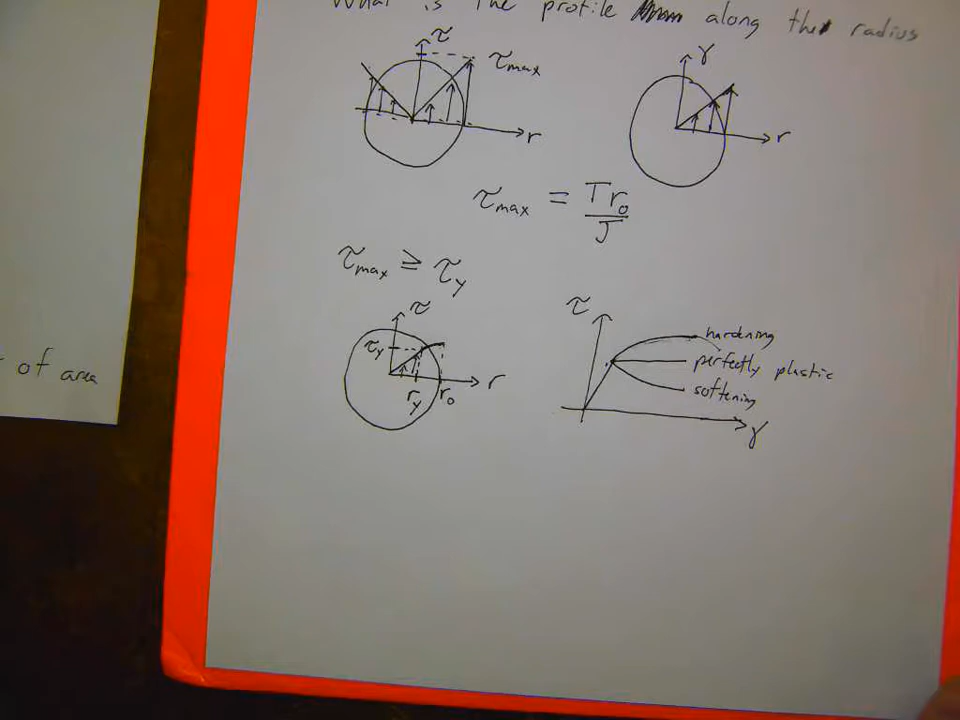 What is the profile along the radius
τ
τmax
r
γ
r
τmax = Tr₀/J
τmax ≥ τy
τ
τy
r
ry r₀
τ
hardening
perfectly plastic
softening
γ
of area